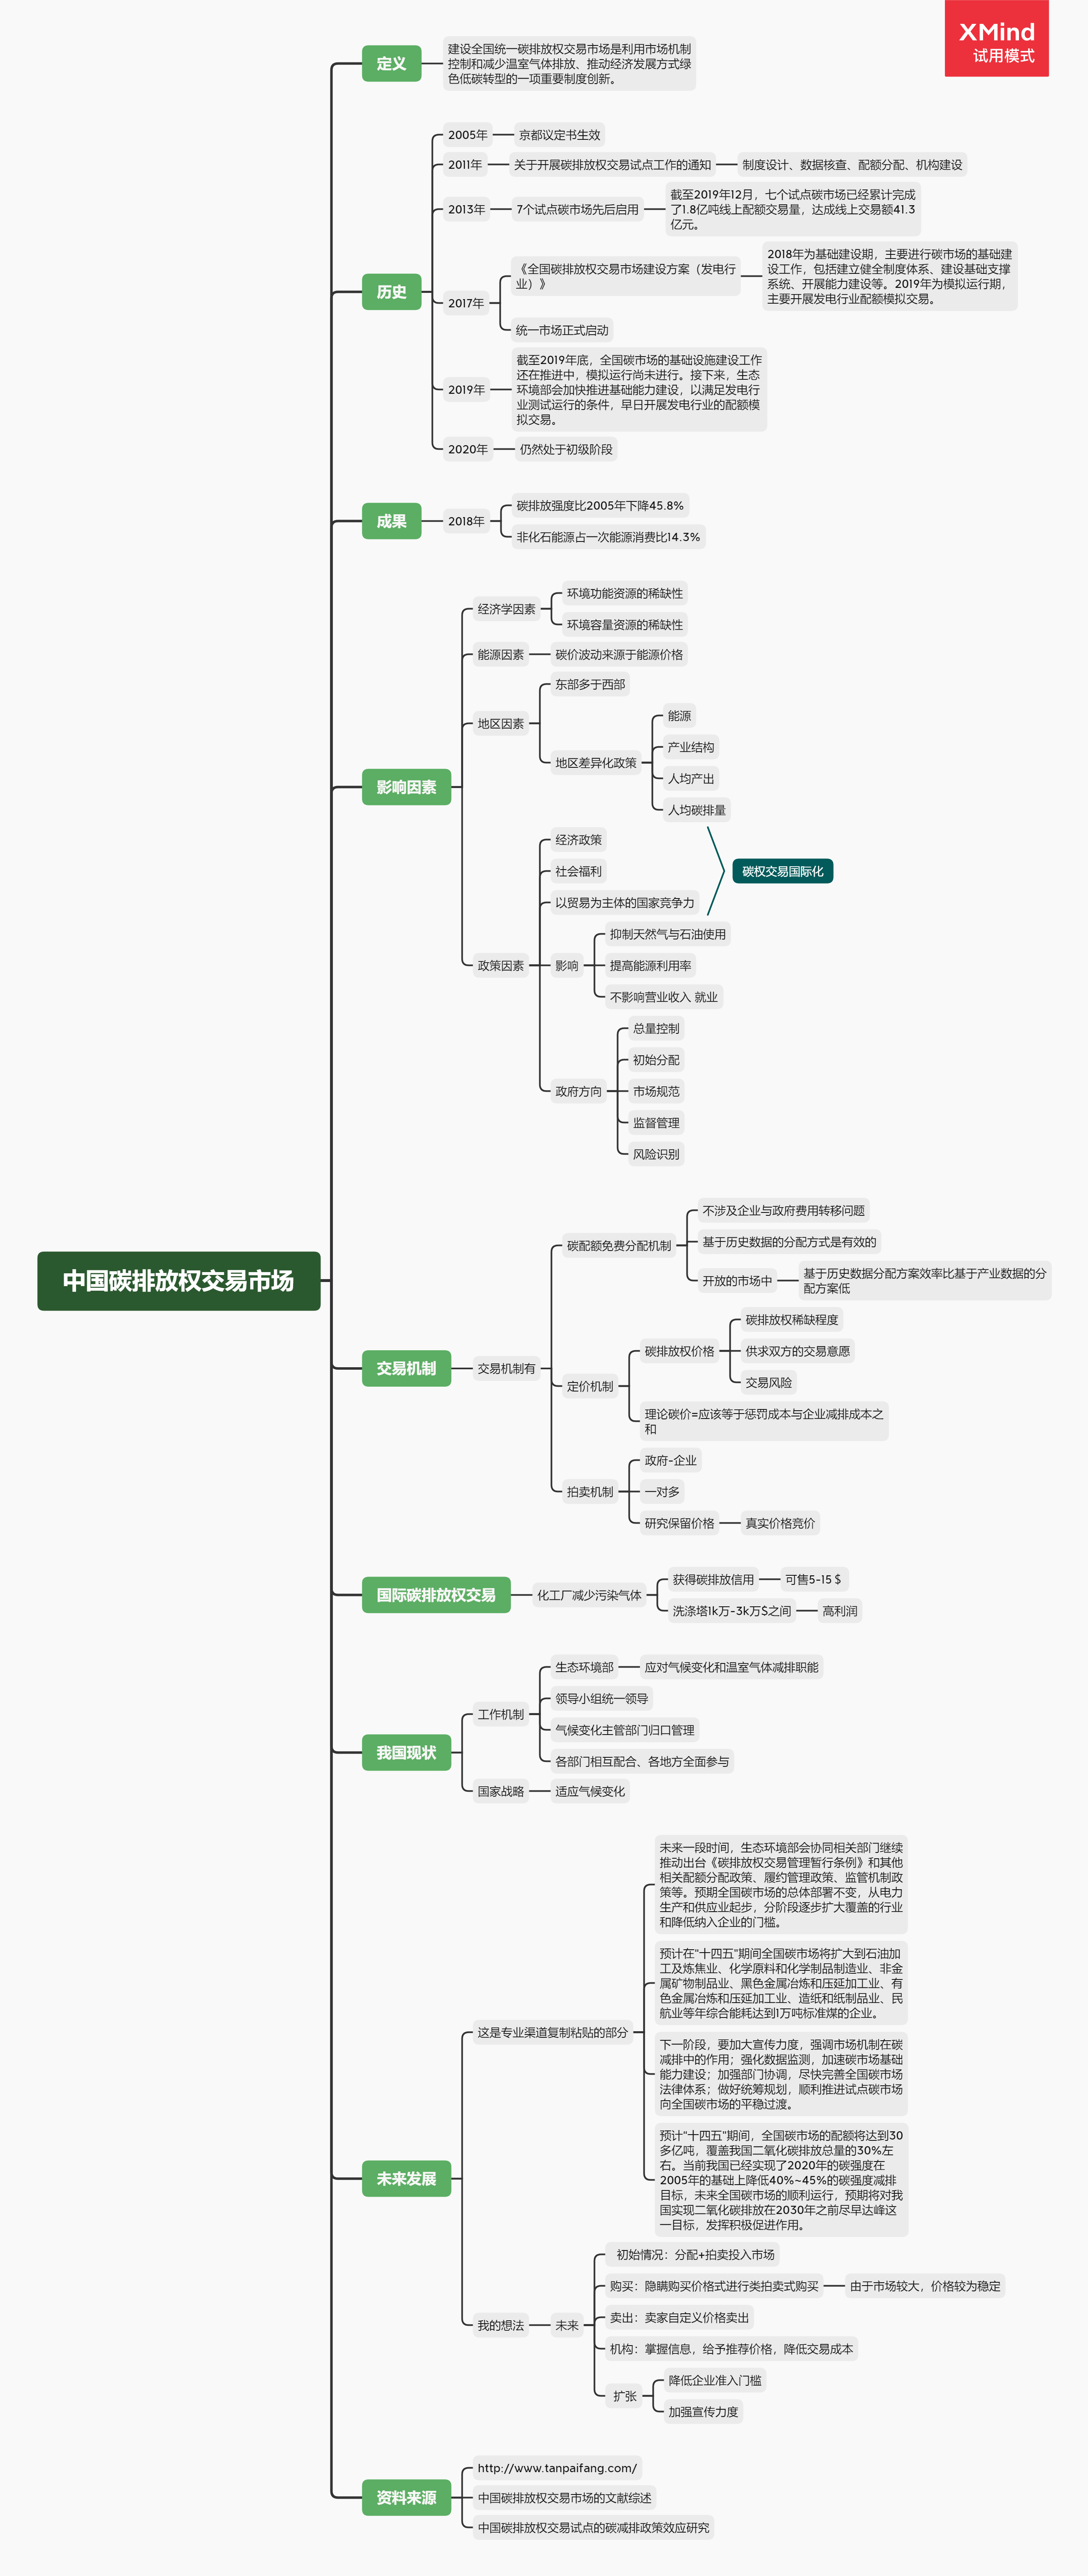 XMind
试用模式
定义
建设全国统一碳排放权交易市场是利用市场机制
控制和减少温室气体排放、推动经济发展方式绿
色低碳转型的一项重要制度创新。
历史
2005年
京都议定书生效
2011年
关于开展碳排放权交易试点工作的通知
制度设计、数据核查、配额分配、机构建设
2013年
7个试点碳市场先后启用
截至2019年12月，七个试点碳市场已经累计完成
了1.8亿吨线上配额交易量，达成线上交易额41.3
亿元。
2017年
《全国碳排放权交易市场建设方案（发电行
业）》
2018年为基础建设期，主要进行碳市场的基础建
设工作，包括建立健全制度体系、建设基础支撑
系统、开展能力建设等。2019年为模拟运行期，
主要开展发电行业配额模拟交易。
统一市场正式启动
2019年
截至2019年底，全国碳市场的基础设施建设工作
还在推进中，模拟运行尚未进行。接下来，生态
环境部会加快推进基础能力建设，以满足发电行
业测试运行的条件，早日开展发电行业的配额模
拟交易。
2020年
仍然处于初级阶段
成果
2018年
碳排放强度比2005年下降45.8%
非化石能源占一次能源消费比14.3%
影响因素
经济学因素
环境功能资源的稀缺性
环境容量资源的稀缺性
能源因素
碳价波动来源于能源价格
地区因素
东部多于西部
地区差异化政策
能源
产业结构
人均产出
人均碳排量
政策因素
经济政策
社会福利
以贸易为主体的国家竞争力
碳权交易国际化
影响
抑制天然气与石油使用
提高能源利用率
不影响营业收入 就业
政府方向
总量控制
初始分配
市场规范
监督管理
风险识别
中国碳排放权交易市场
交易机制
交易机制有
碳配额免费分配机制
不涉及企业与政府费用转移问题
基于历史数据的分配方式是有效的
开放的市场中
基于历史数据分配方案效率比基于产业数据的分
配方案低
定价机制
碳排放权价格
碳排放权稀缺程度
供求双方的交易意愿
交易风险
理论碳价=应该等于惩罚成本与企业减排成本之
和
拍卖机制
政府-企业
一对多
研究保留价格
真实价格竞价
国际碳排放权交易
化工厂减少污染气体
获得碳排放信用
可售5-15＄
洗涤塔1k万-3k万$之间
高利润
我国现状
工作机制
生态环境部
应对气候变化和温室气体减排职能
领导小组统一领导
气候变化主管部门归口管理
各部门相互配合、各地方全面参与
国家战略
适应气候变化
未来发展
这是专业渠道复制粘贴的部分
未来一段时间，生态环境部会协同相关部门继续
推动出台《碳排放权交易管理暂行条例》和其他
相关配额分配政策、履约管理政策、监管机制政
策等。预期全国碳市场的总体部署不变，从电力
生产和供应业起步，分阶段逐步扩大覆盖的行业
和降低纳入企业的门槛。
预计在"十四五"期间全国碳市场将扩大到石油加
工及炼焦业、化学原料和化学制品制造业、非金
属矿物制品业、黑色金属冶炼和压延加工业、有
色金属冶炼和压延加工业、造纸和纸制品业、民
航业等年综合能耗达到1万吨标准煤的企业。
下一阶段，要加大宣传力度，强调市场机制在碳
减排中的作用；强化数据监测，加速碳市场基础
能力建设；加强部门协调，尽快完善全国碳市场
法律体系；做好统筹规划，顺利推进试点碳市场
向全国碳市场的平稳过渡。
预计"十四五"期间，全国碳市场的配额将达到30
多亿吨，覆盖我国二氧化碳排放总量的30%左
右。当前我国已经实现了2020年的碳强度在
2005年的基础上降低40%~45%的碳强度减排
目标，未来全国碳市场的顺利运行，预期将对我
国实现二氧化碳排放在2030年之前尽早达峰这
一目标，发挥积极促进作用。
我的想法
未来
初始情况：分配+拍卖投入市场
购买：隐瞒购买价格式进行类拍卖式购买
由于市场较大，价格较为稳定
卖出：卖家自定义价格卖出
机构：掌握信息，给予推荐价格，降低交易成本
扩张
降低企业准入门槛
加强宣传力度
资料来源
http://www.tanpaifang.com/
中国碳排放权交易市场的文献综述
中国碳排放权交易试点的碳减排政策效应研究